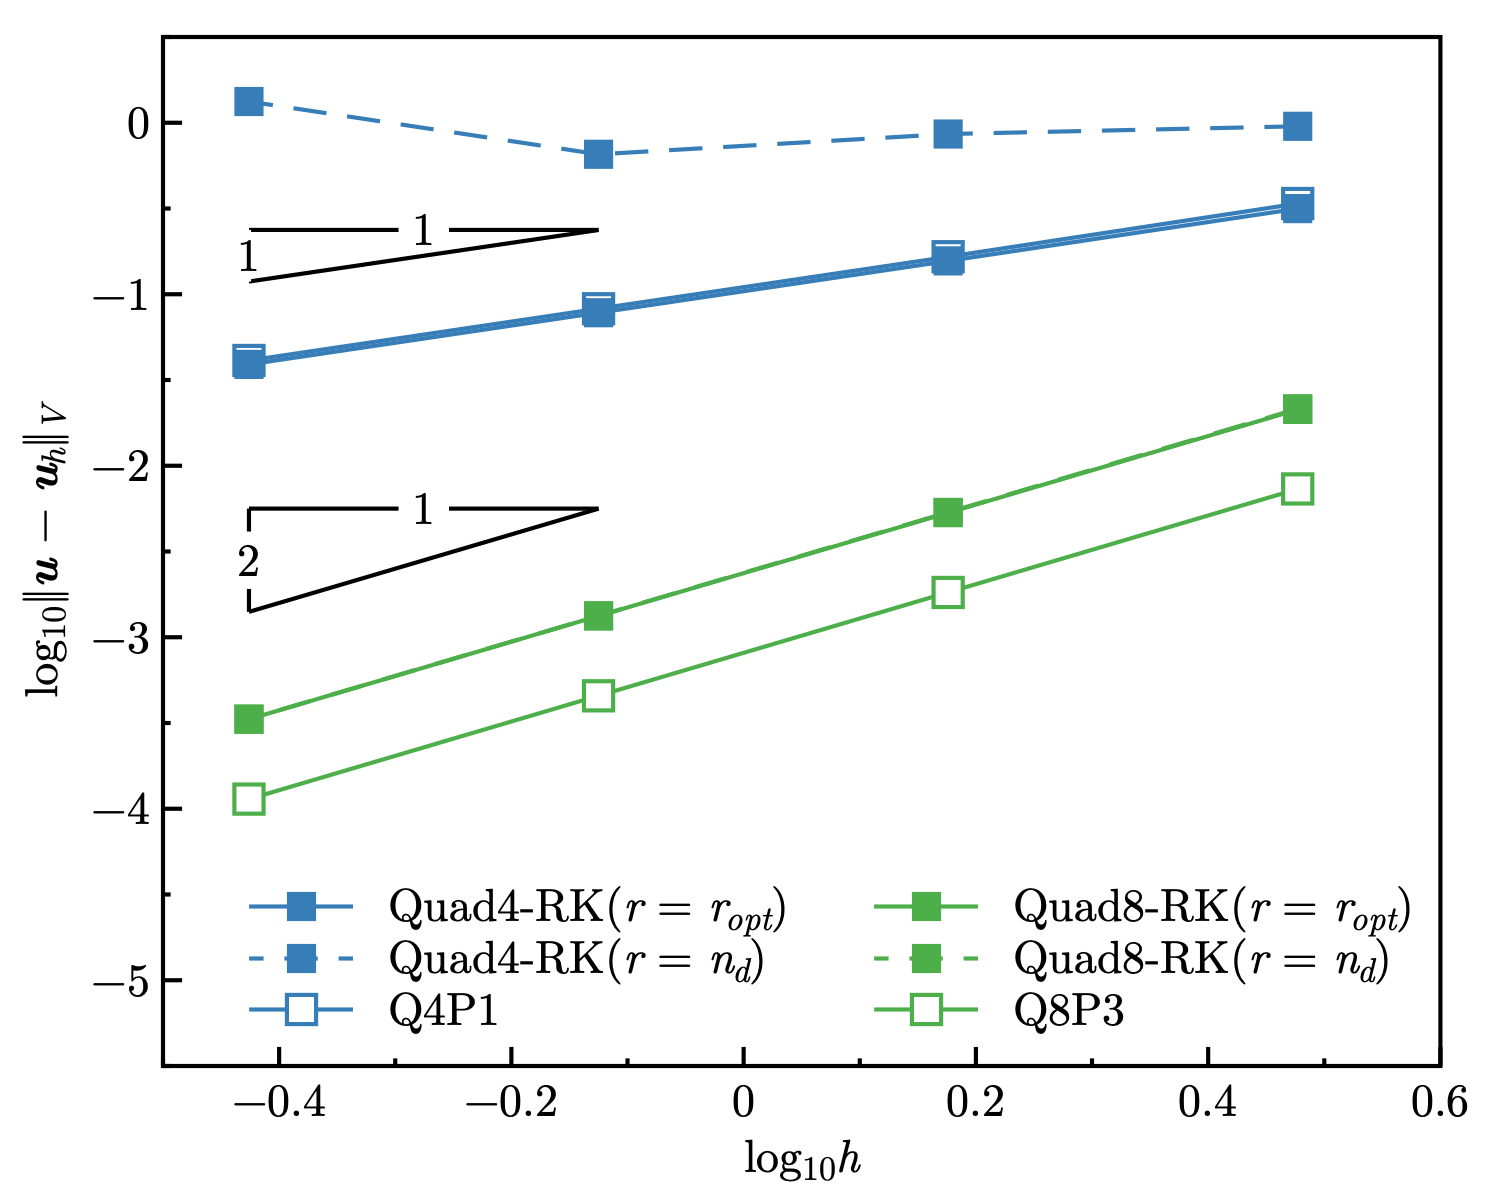 0
−1
−2
−3
−4
−5
log10‖u − uh‖V
1
1
1
2
Quad4-RK(r = ropt)
Quad4-RK(r = nd)
Q4P1
Quad8-RK(r = ropt)
Quad8-RK(r = nd)
Q8P3
−0.4
−0.2
0
0.2
0.4
0.6
log10h